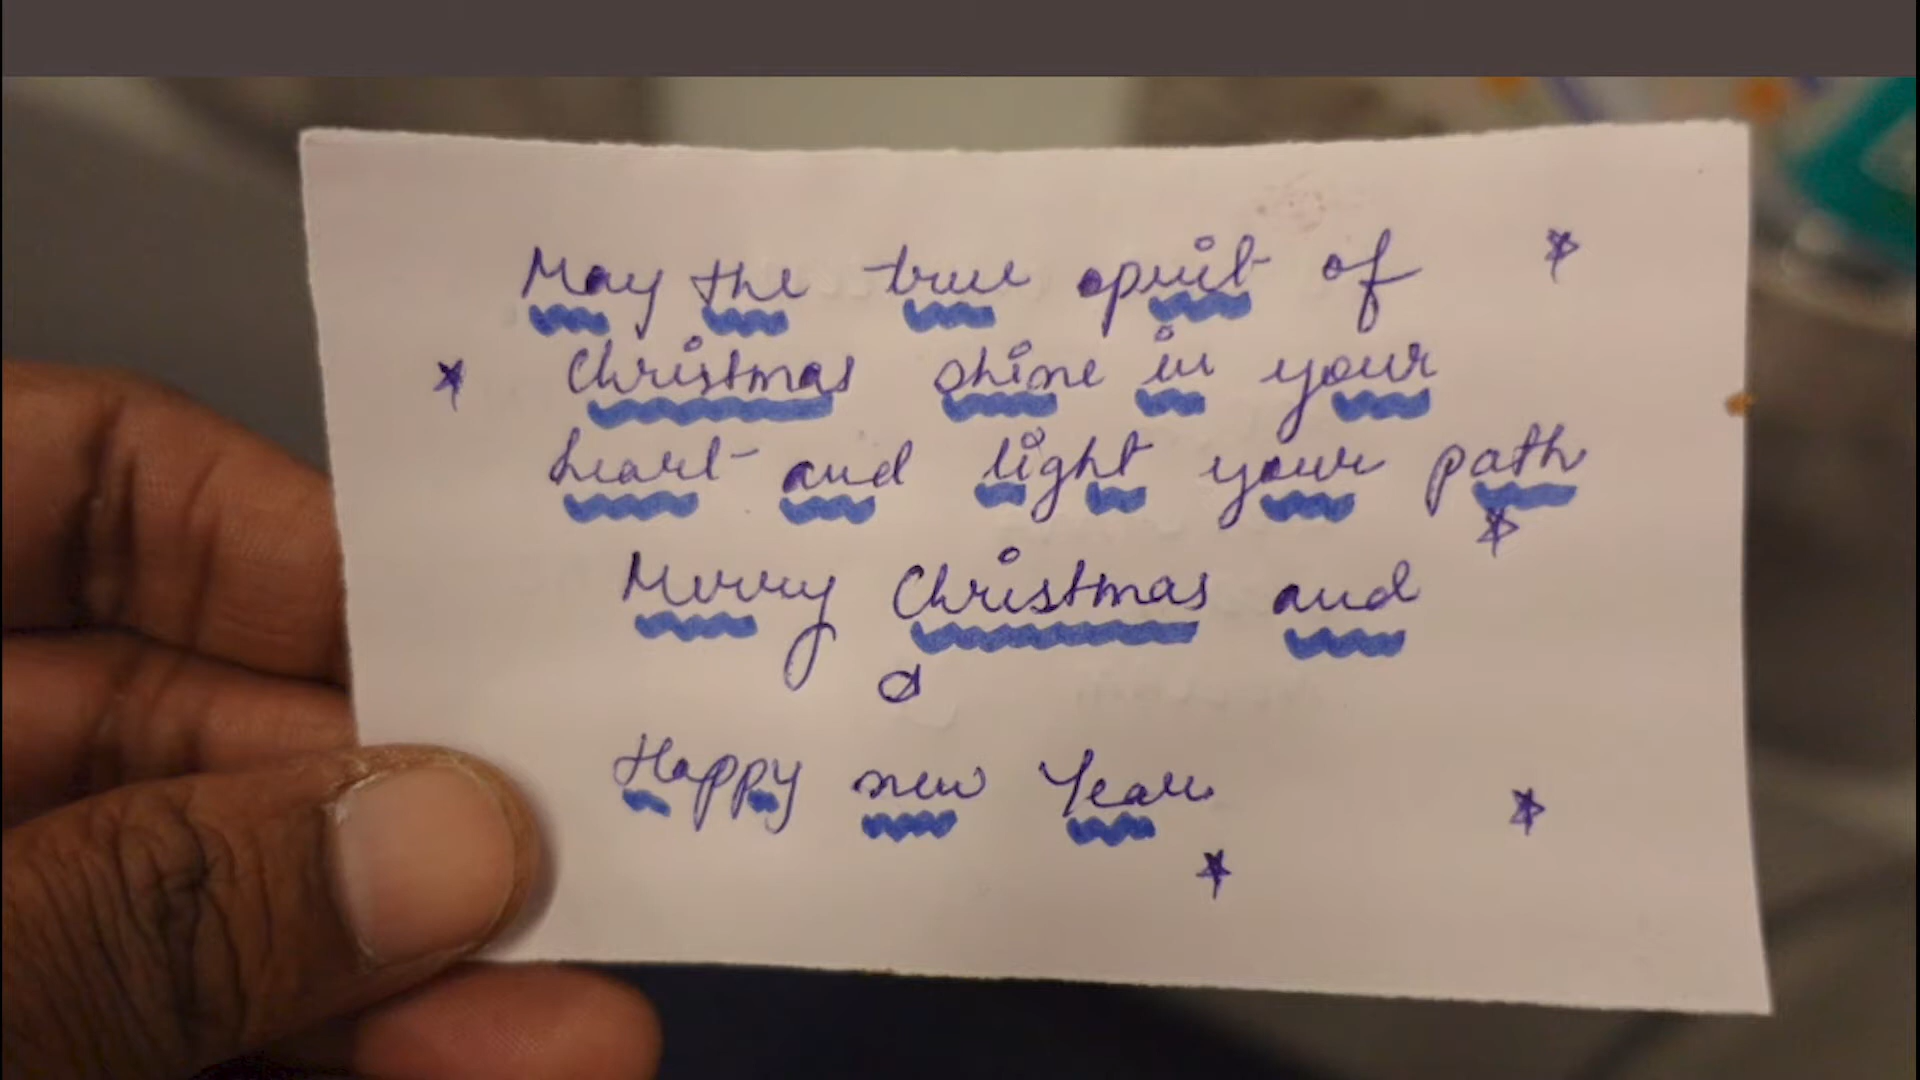 May the true spirit of
Christmas shine in your
heart and light your path
Merry Christmas and
Happy new Year